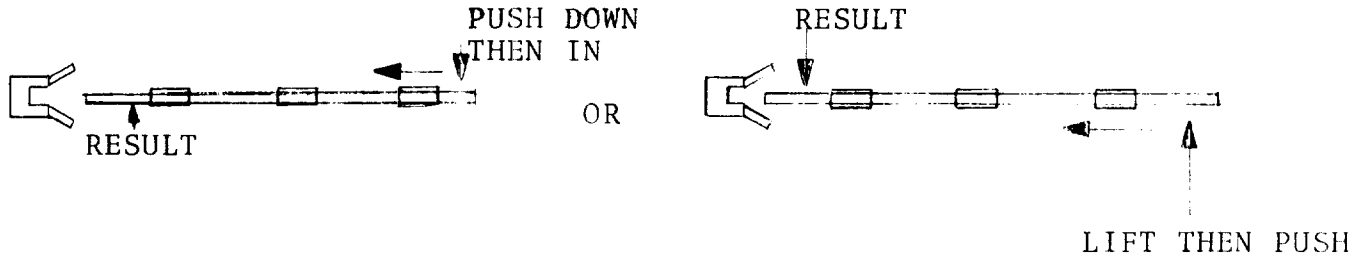 PUSH DOWN
THEN IN
RESULT
OR
RESULT
LIFT THEN PUSH